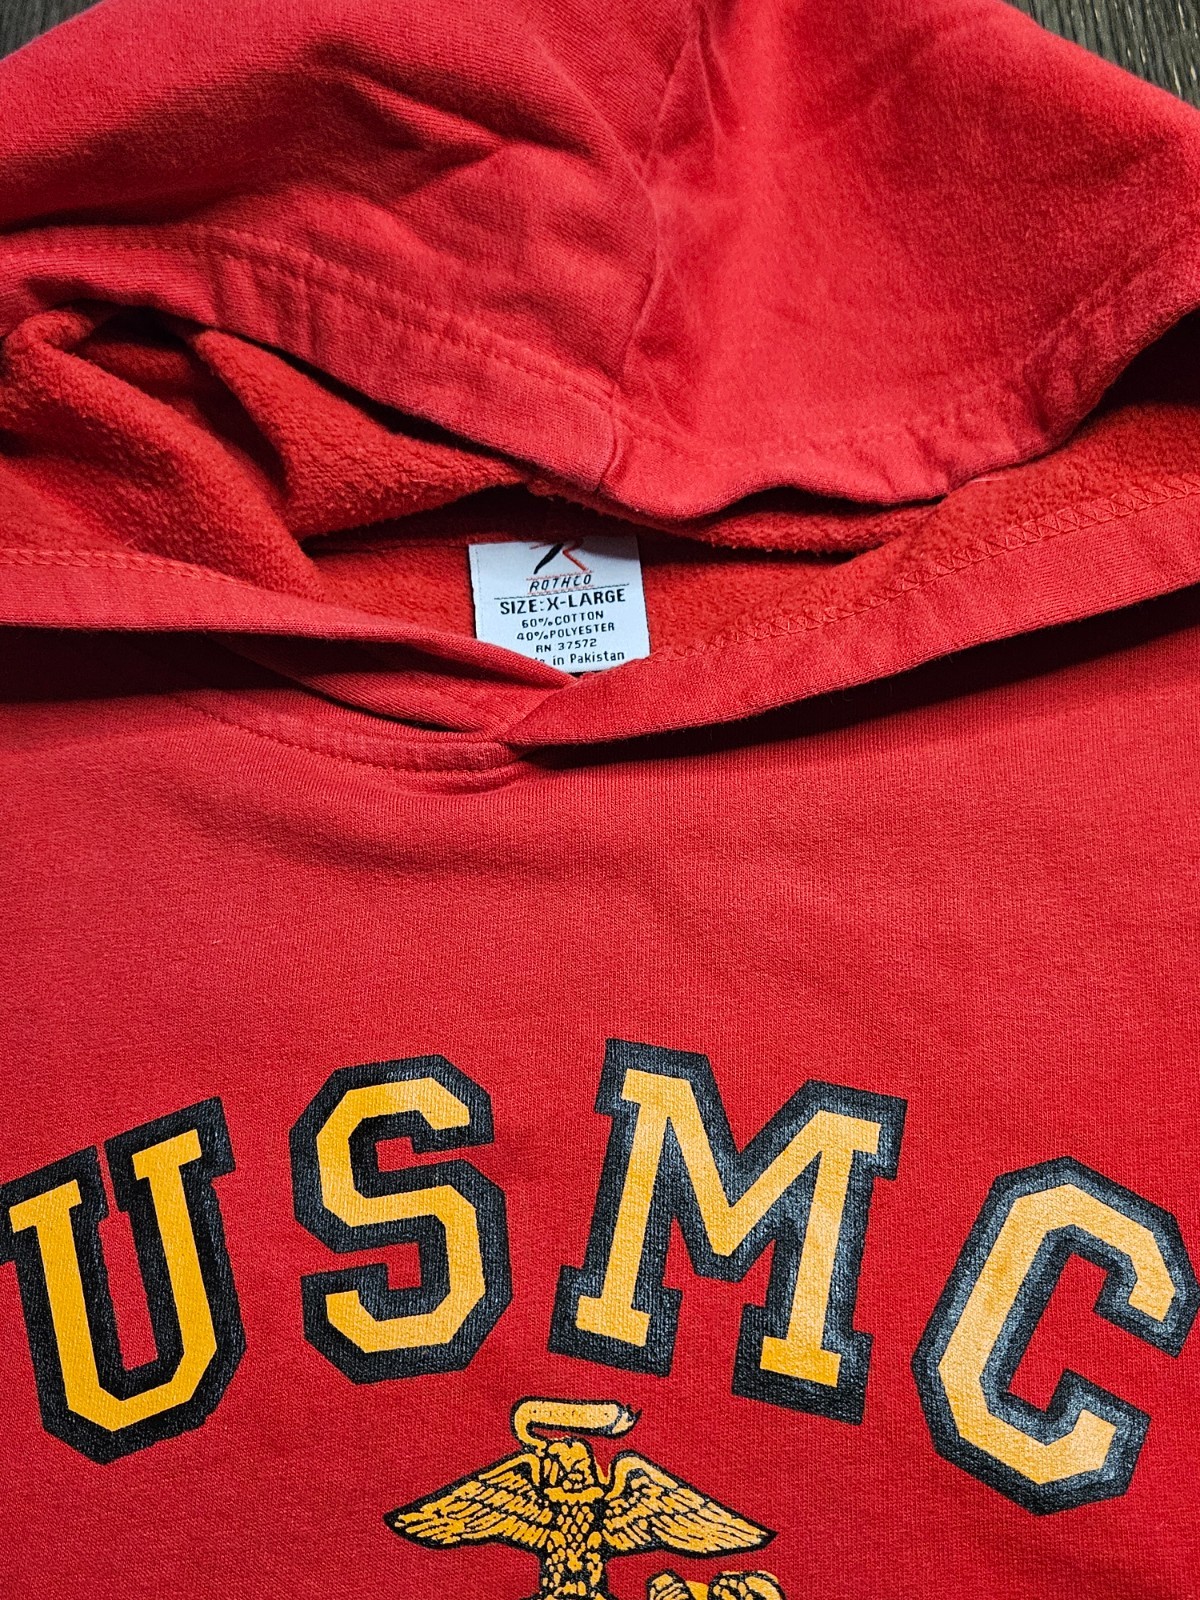 ROTHCO
SIZE:X-LARGE
60% COTTON
40% POLYESTER
RN 37572
in Pakistan
USMC